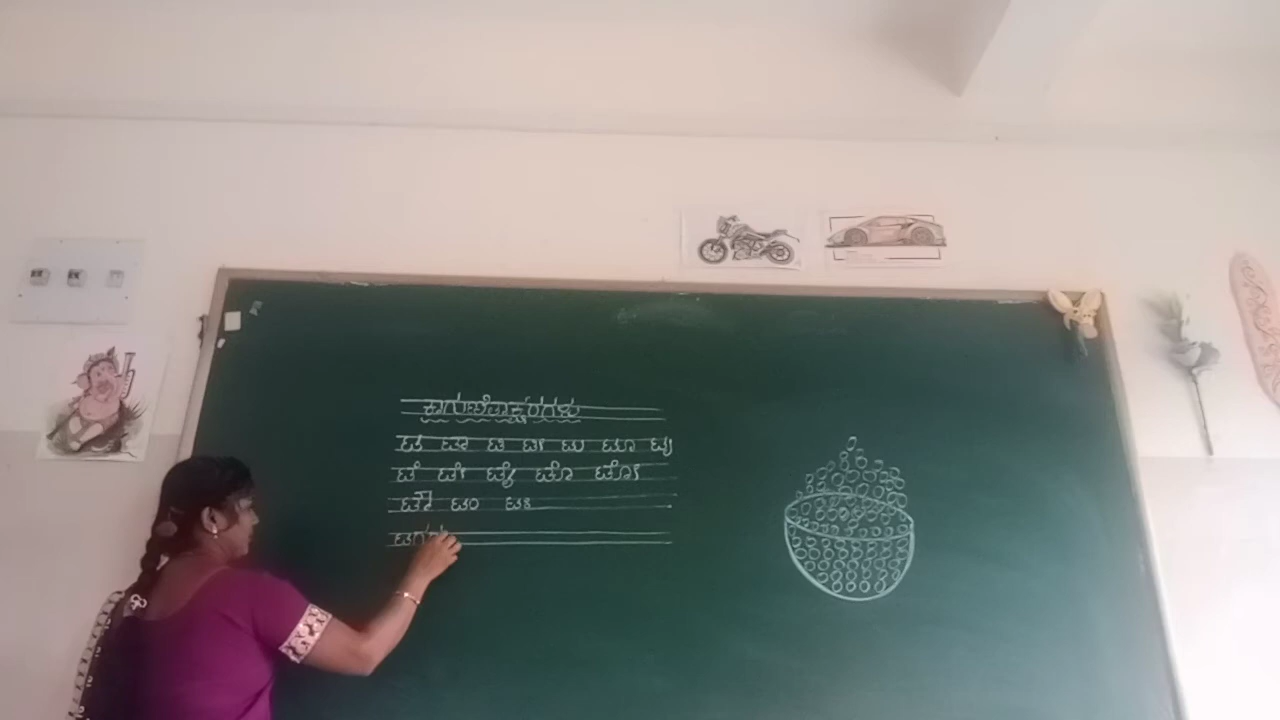 ಕಾಗುಣಿತಾಕ್ಷರಗಳು
ತ ತಾ ತಿ ತೀ ತು ತೂ ತೃ
ತೆ ತೇ ತೈ ತೊ ತೋ
ತೌ ತಂ ತಃ